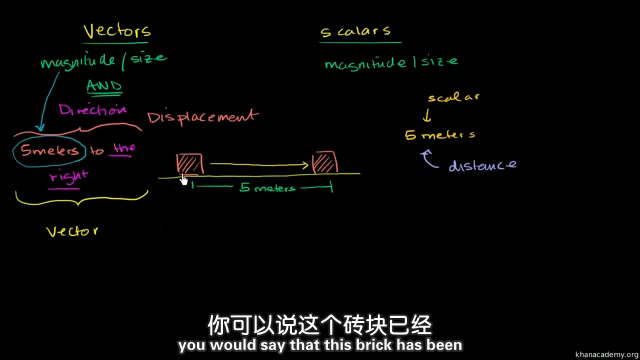 Vectors
magnitude/size
AND
Direction
5 meters to the
right
Vector
Displacement
5 meters
scalars
magnitude/size
scalar
5 meters
distance
你可以说这个砖块已经
you would say that this brick has been
khanacademy.org